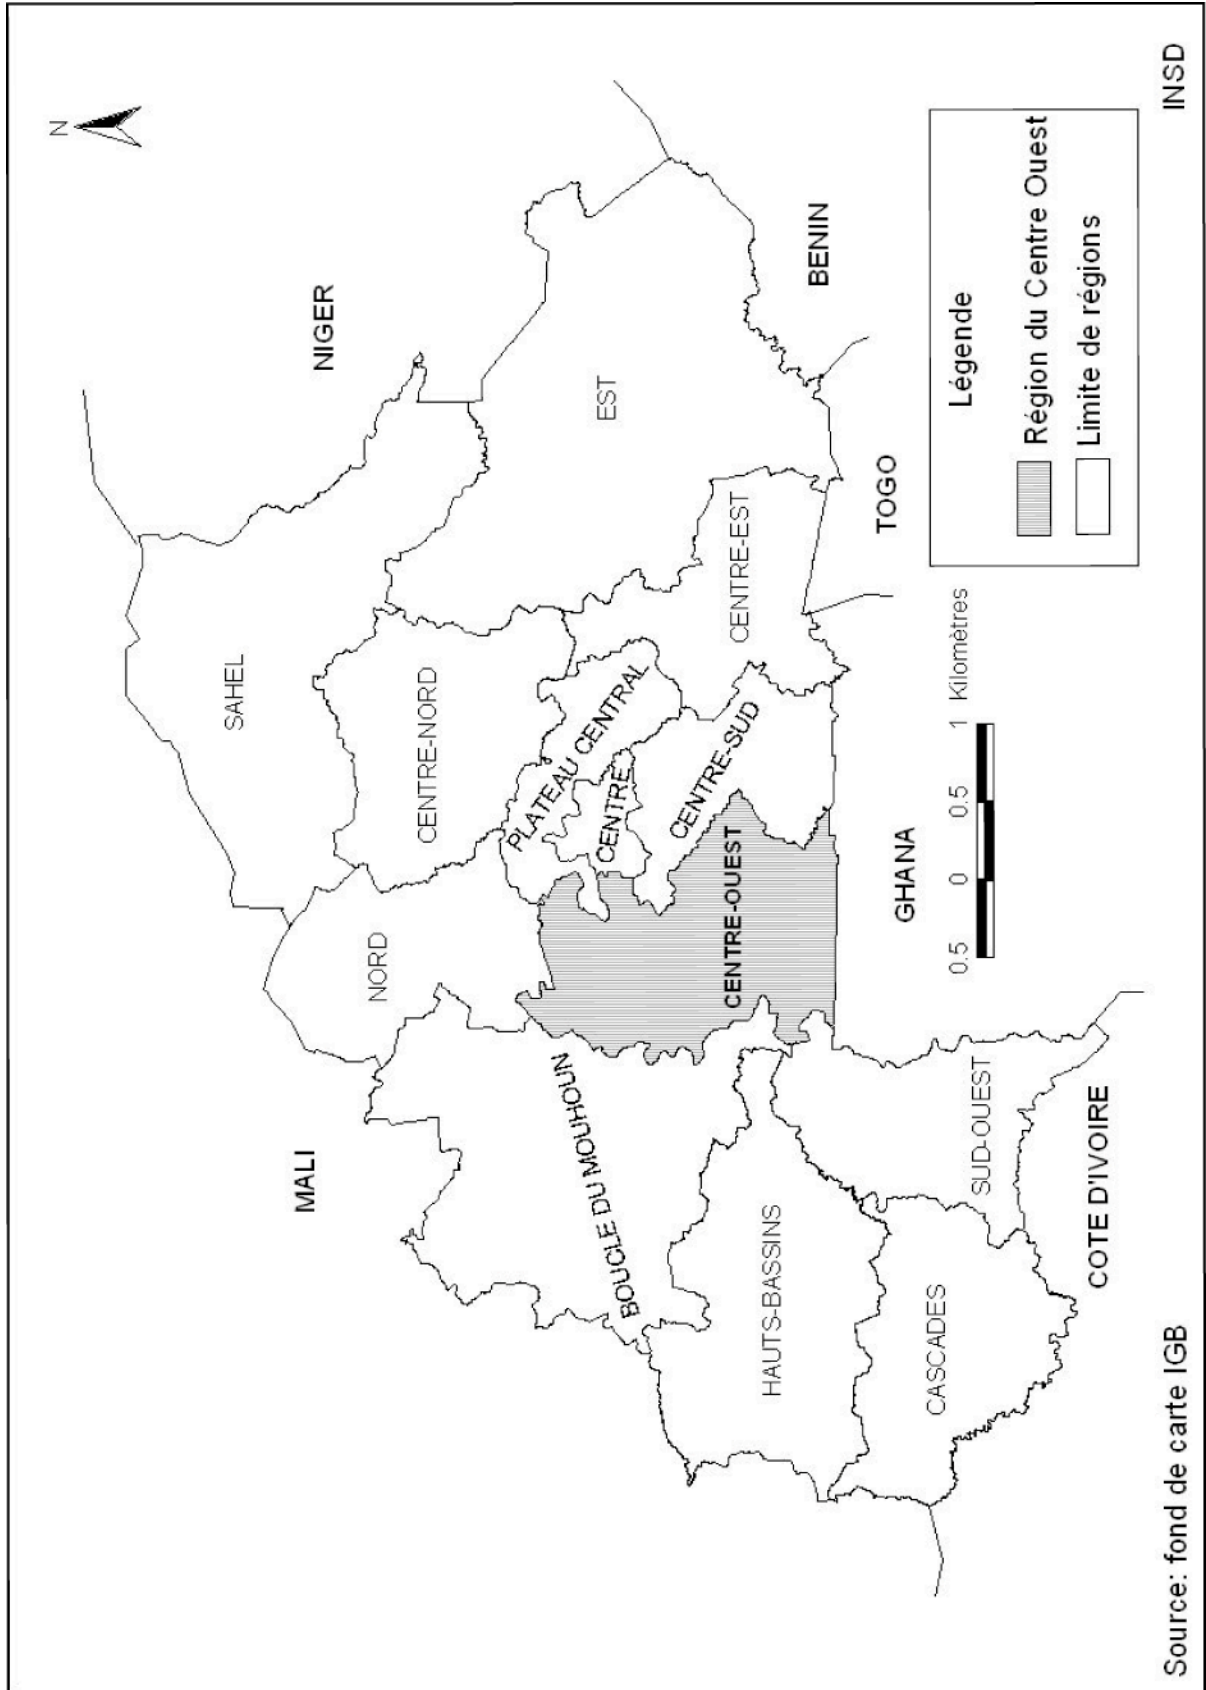 N
MALI
NIGER
SAHEL
NORD
CENTRE-NORD
BOUCLE DU MOUHOUN
PLATEAU CENTRAL
CENTRE
EST
CENTRE-OUEST
CENTRE-SUD
CENTRE-EST
HAUTS-BASSINS
BENIN
CASCADES
SUD-OUEST
GHANA
TOGO
COTE D'IVOIRE
0.5 0 0.5 1 Kilomètres
Légende
Région du Centre Ouest
Limite de régions
Source: fond de carte IGB
INSD